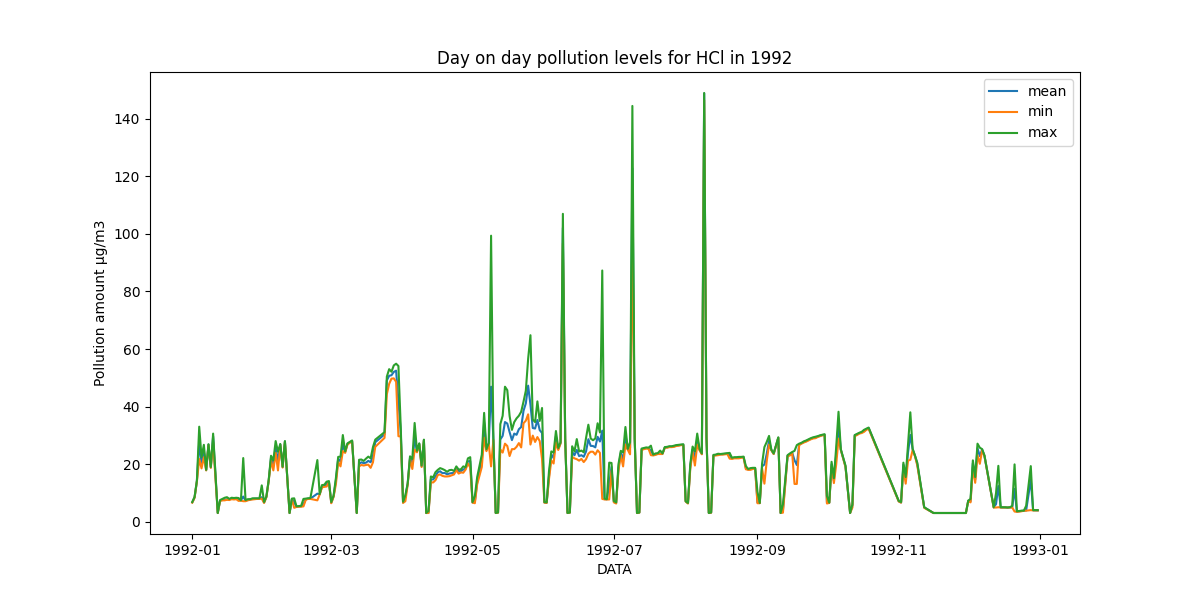 Day on day pollution levels for HCl in 1992
mean
min
max
Pollution amount µg/m3
140
120
100
80
60
40
20
0
1992-01
1992-03
1992-05
1992-07
1992-09
1992-11
1993-01
DATA